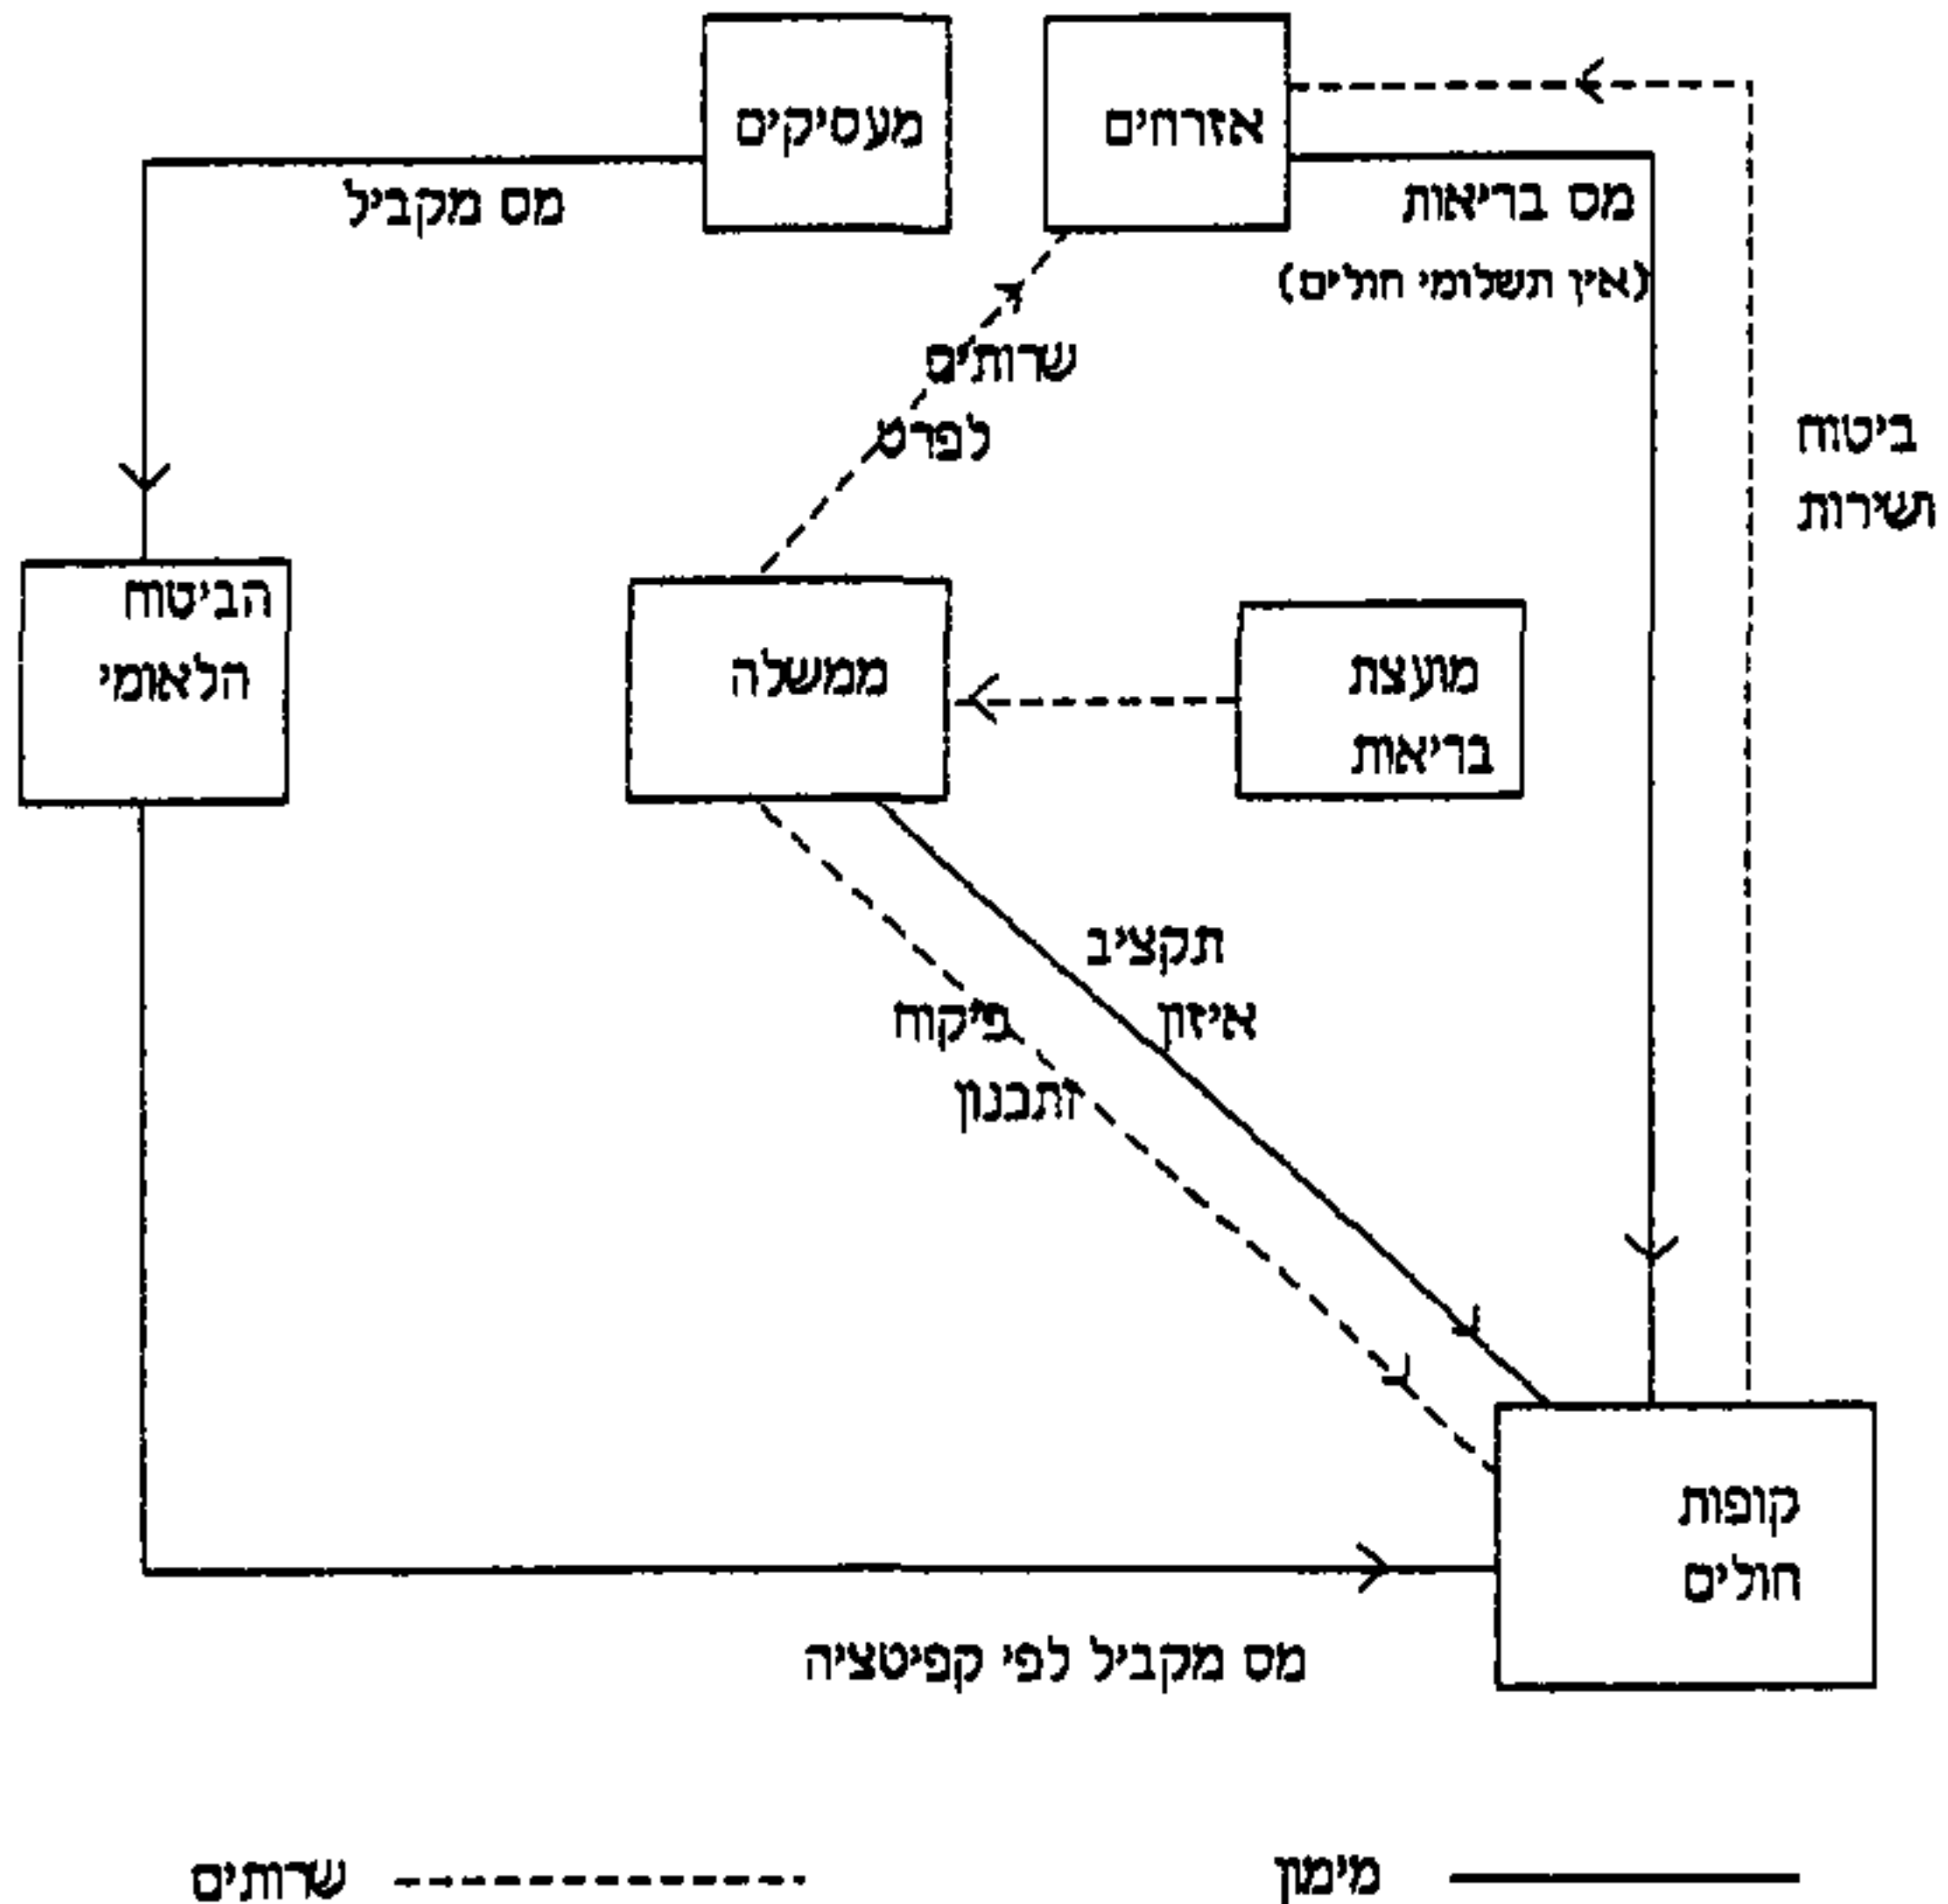 אזרחים
מעסיקים
מס בריאות
(אין תשלומי חולים)
מס מקביל
שרותים
לפרט
ביטוח
תשירות
הביטוח
הלאומי
ממשלה
מועצת
בריאות
תקציב
איזון
פיקוח
ותכנון
קופות
חולים
מס מקביל לפי קפיטציה
מימון
שרותים